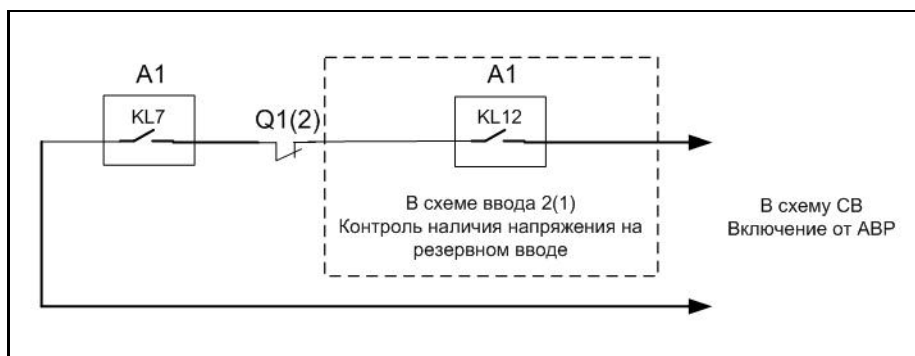 A1
KL7
Q1(2)
A1
KL12
В схеме ввода 2(1)
Контроль наличия напряжения на
резервном вводе
В схему СВ
Включение от АВР